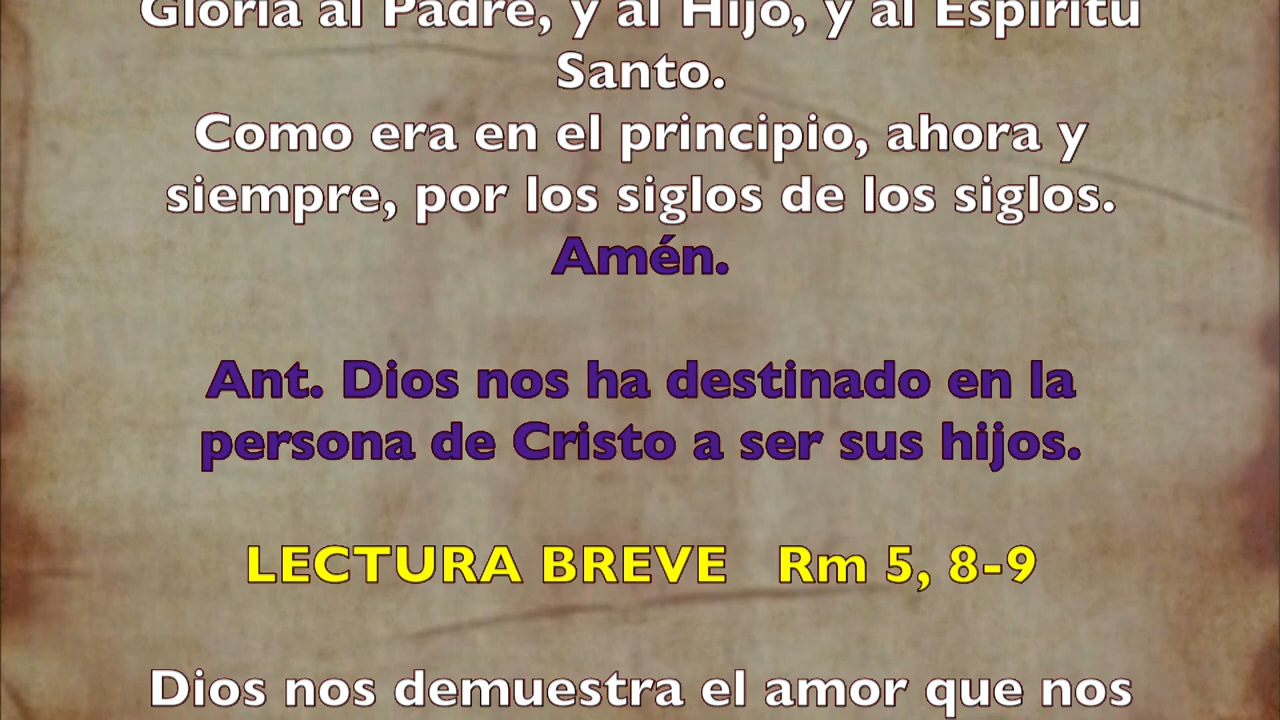 Gloria al Padre, y al Hijo, y al Espíritu
Santo.
Como era en el principio, ahora y
siempre, por los siglos de los siglos.
Amén.
Ant. Dios nos ha destinado en la
persona de Cristo a ser sus hijos.
LECTURA BREVE Rm 5, 8-9
Dios nos demuestra el amor que nos